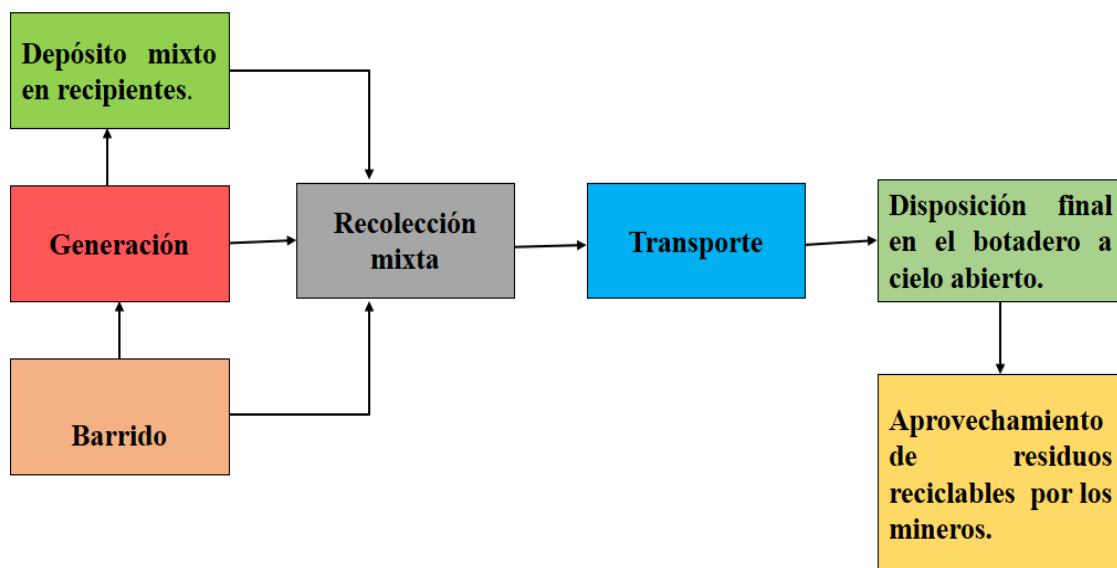 Depósito mixto
en recipientes.
Generación
Barrido
Recolección
mixta
Transporte
Disposición final
en el botadero a
cielo abierto.
Aprovechamiento
de residuos
reciclables por los
mineros.